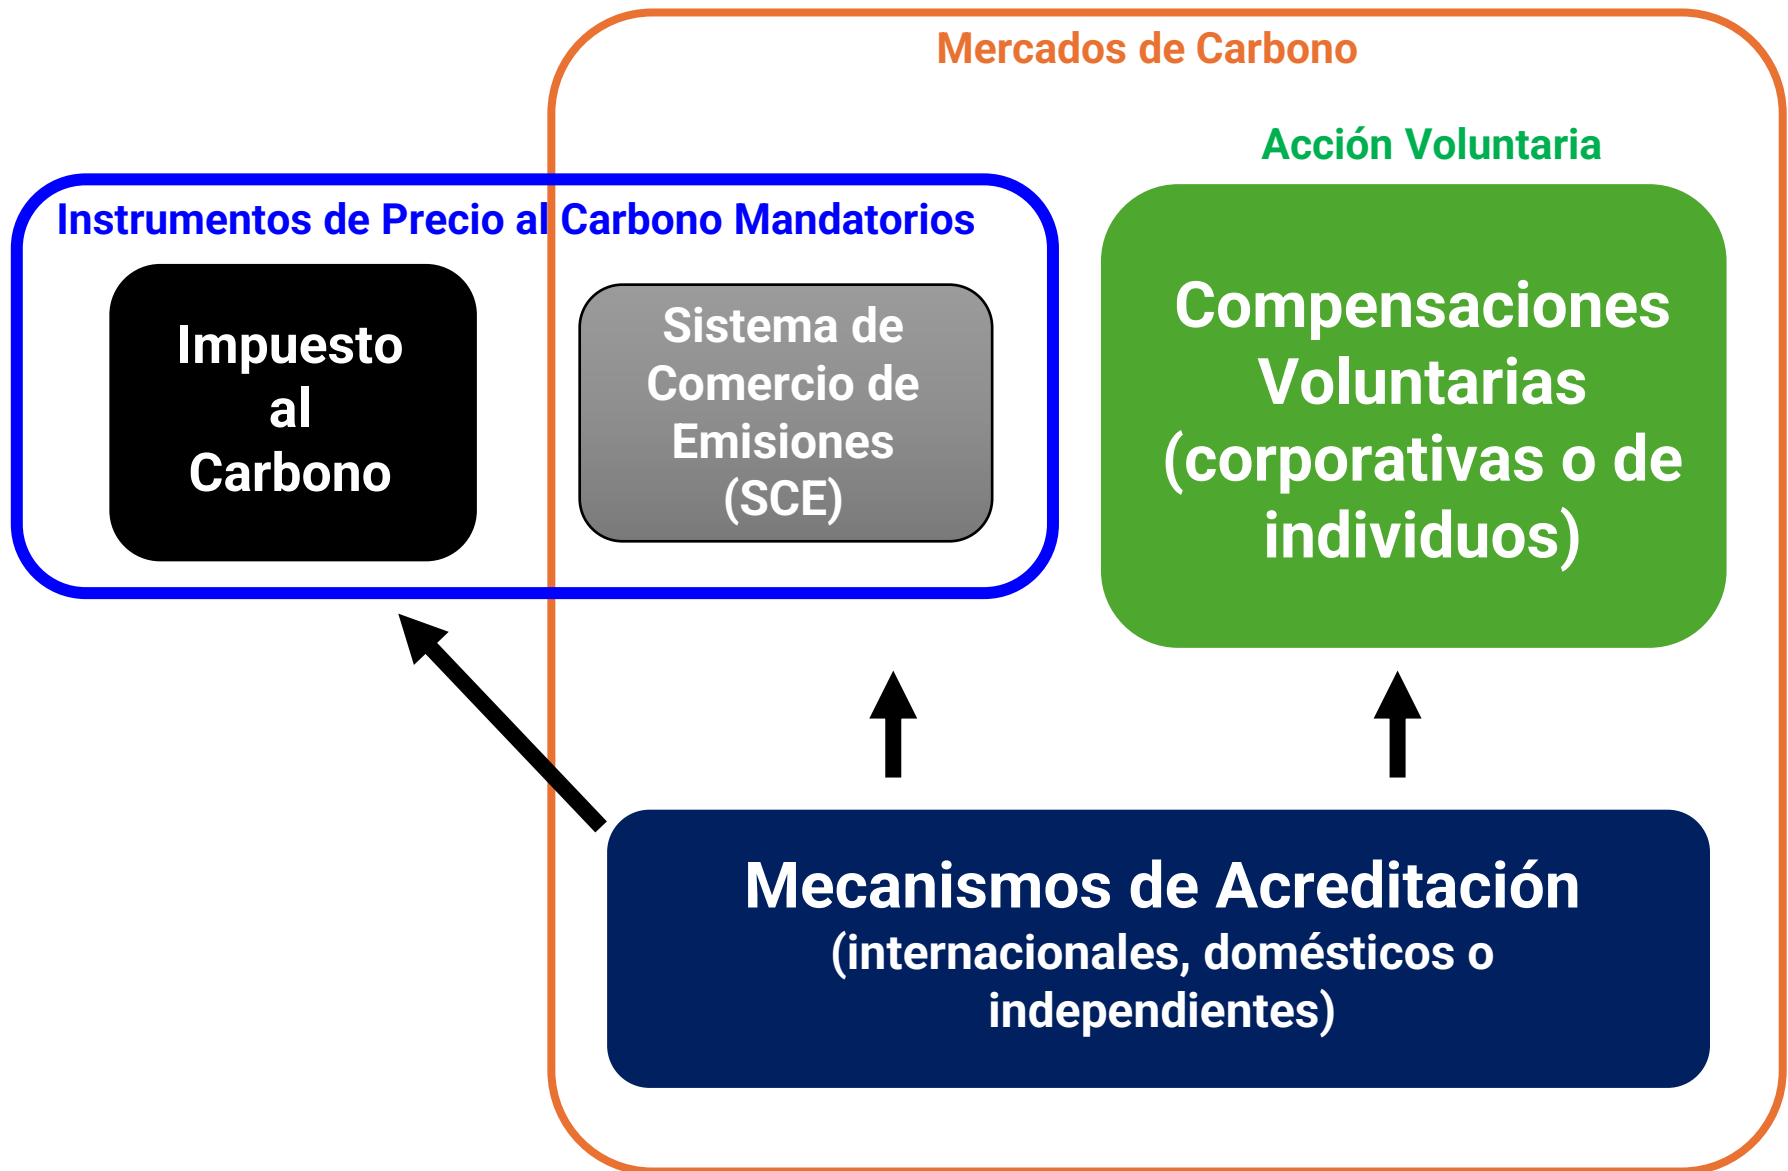 Mercados de Carbono
Acción Voluntaria
Instrumentos de Precio al Carbono Mandatorios
Impuesto
al
Carbono
Sistema de
Comercio de
Emisiones
(SCE)
Compensaciones
Voluntarias
(corporativas o de
individuos)
Mecanismos de Acreditación
(internacionales, domésticos o
independientes)